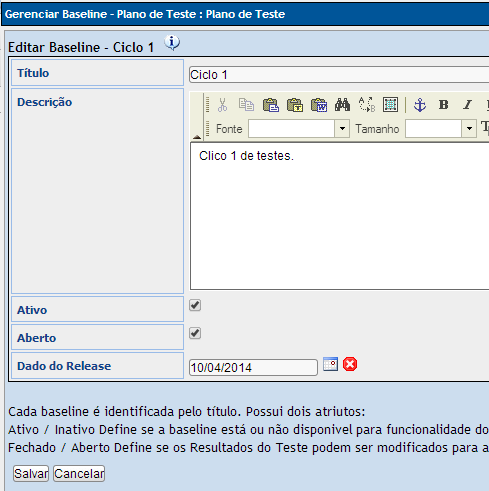 Gerenciar Baseline - Plano de Teste : Plano de Teste
Editar Baseline - Ciclo 1
Título
Ciclo 1
Descrição
B I
Fonte
Tamanho
Clico 1 de testes.
Ativo
Aberto
Dado do Release
10/04/2014
Cada baseline é identificada pelo título. Possui dois atriutos:
Ativo / Inativo Define se a baseline está ou não disponivel para funcionalidade do
Fechado / Aberto Define se os Resultados do Teste podem ser modificados para a
Salvar Cancelar